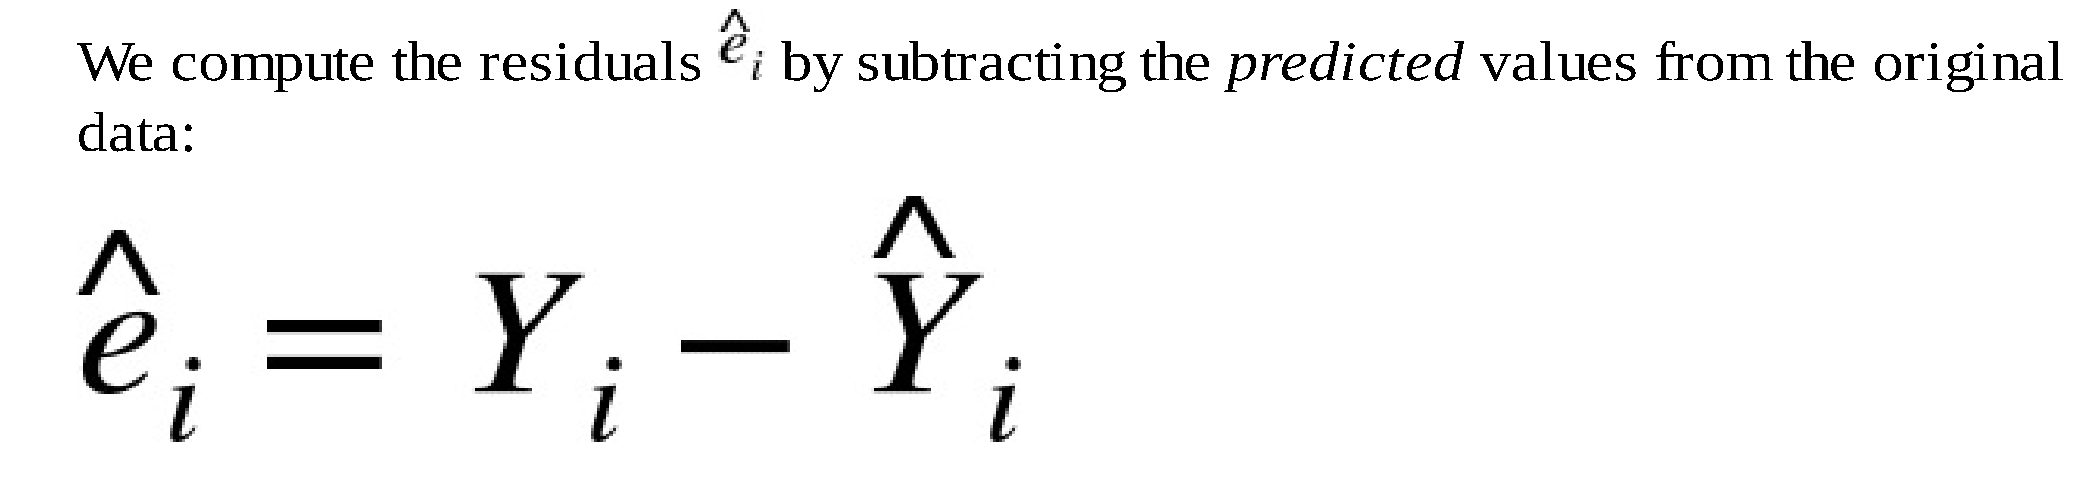 We compute the residuals ê_i by subtracting the predicted values from the original
data:
ê_i = Y_i − Ŷ_i